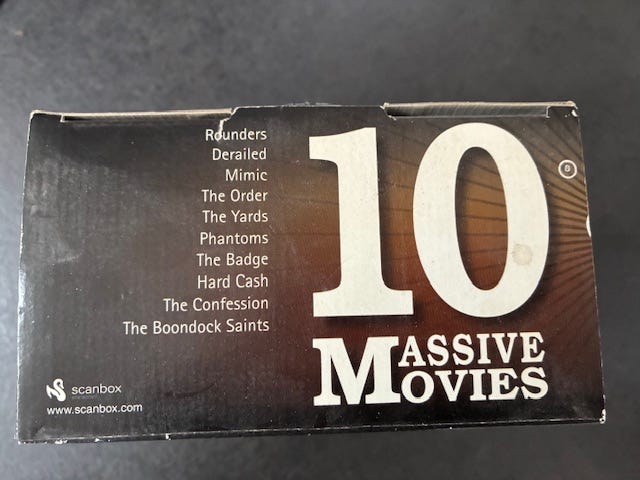 Rounders
Derailed
Mimic
The Order
The Yards
Phantoms
The Badge
Hard Cash
The Confession
The Boondock Saints
10
MASSIVE
MOVIES
scanbox
www.scanbox.com